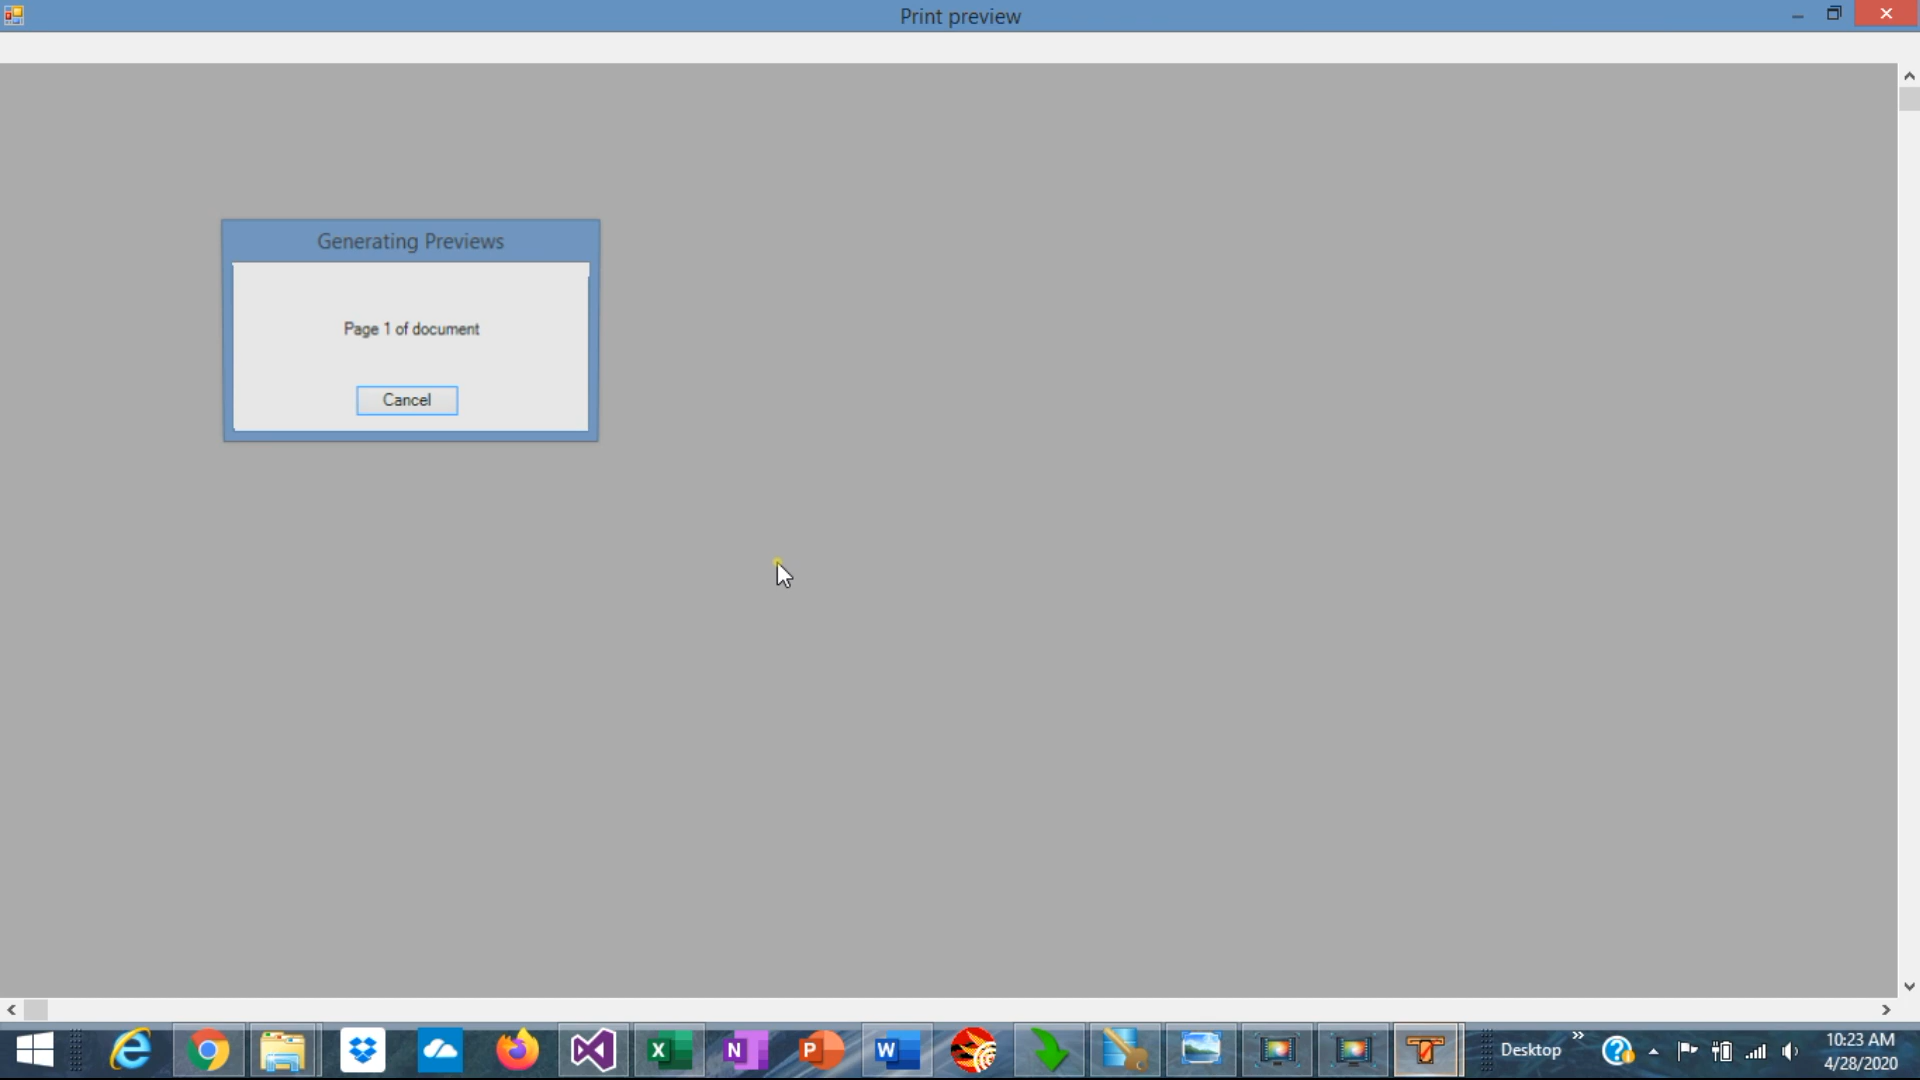 Print preview
Generating Previews
Page 1 of document
Cancel
Desktop
10:23 AM
4/28/2020